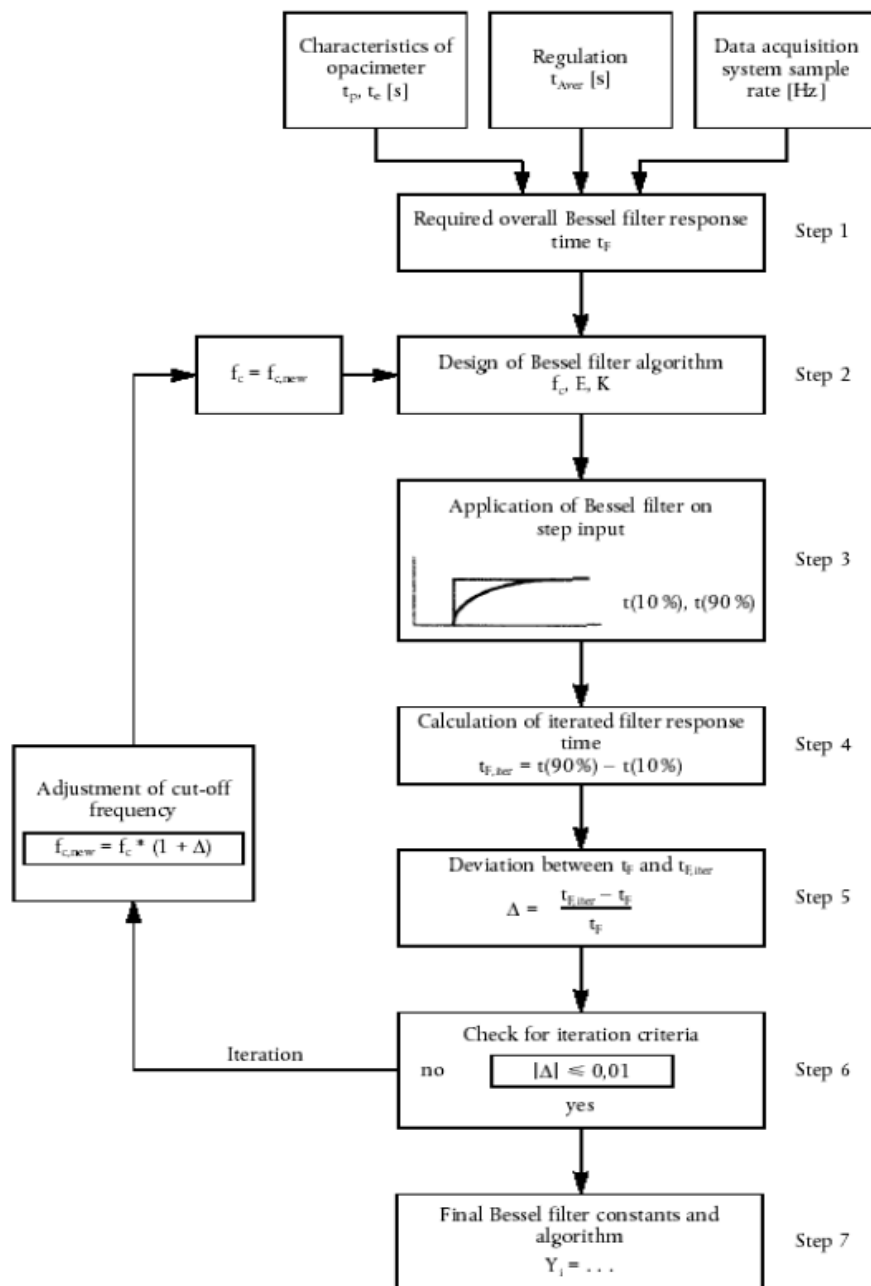 Characteristics of
opacimeter
tp, te [s]
Regulation
tAver [s]
Data acquisition
system sample
rate [Hz]
Required overall Bessel filter response
time tF
Step 1
fc = fc,new
Design of Bessel filter algorithm
fc, E, K
Step 2
Application of Bessel filter on
step input
t(10 %), t(90 %)
Step 3
Calculation of iterated filter response
time
tF,iter = t(90 %) − t(10 %)
Step 4
Adjustment of cut-off
frequency
fc,new = fc * (1 + Δ)
Deviation between tF and tF,iter
Δ = tF,iter − tF
tF
Step 5
Iteration
Check for iteration criteria
no
|Δ| ⩽ 0,01
yes
Step 6
Final Bessel filter constants and
algorithm
Yi = . . .
Step 7